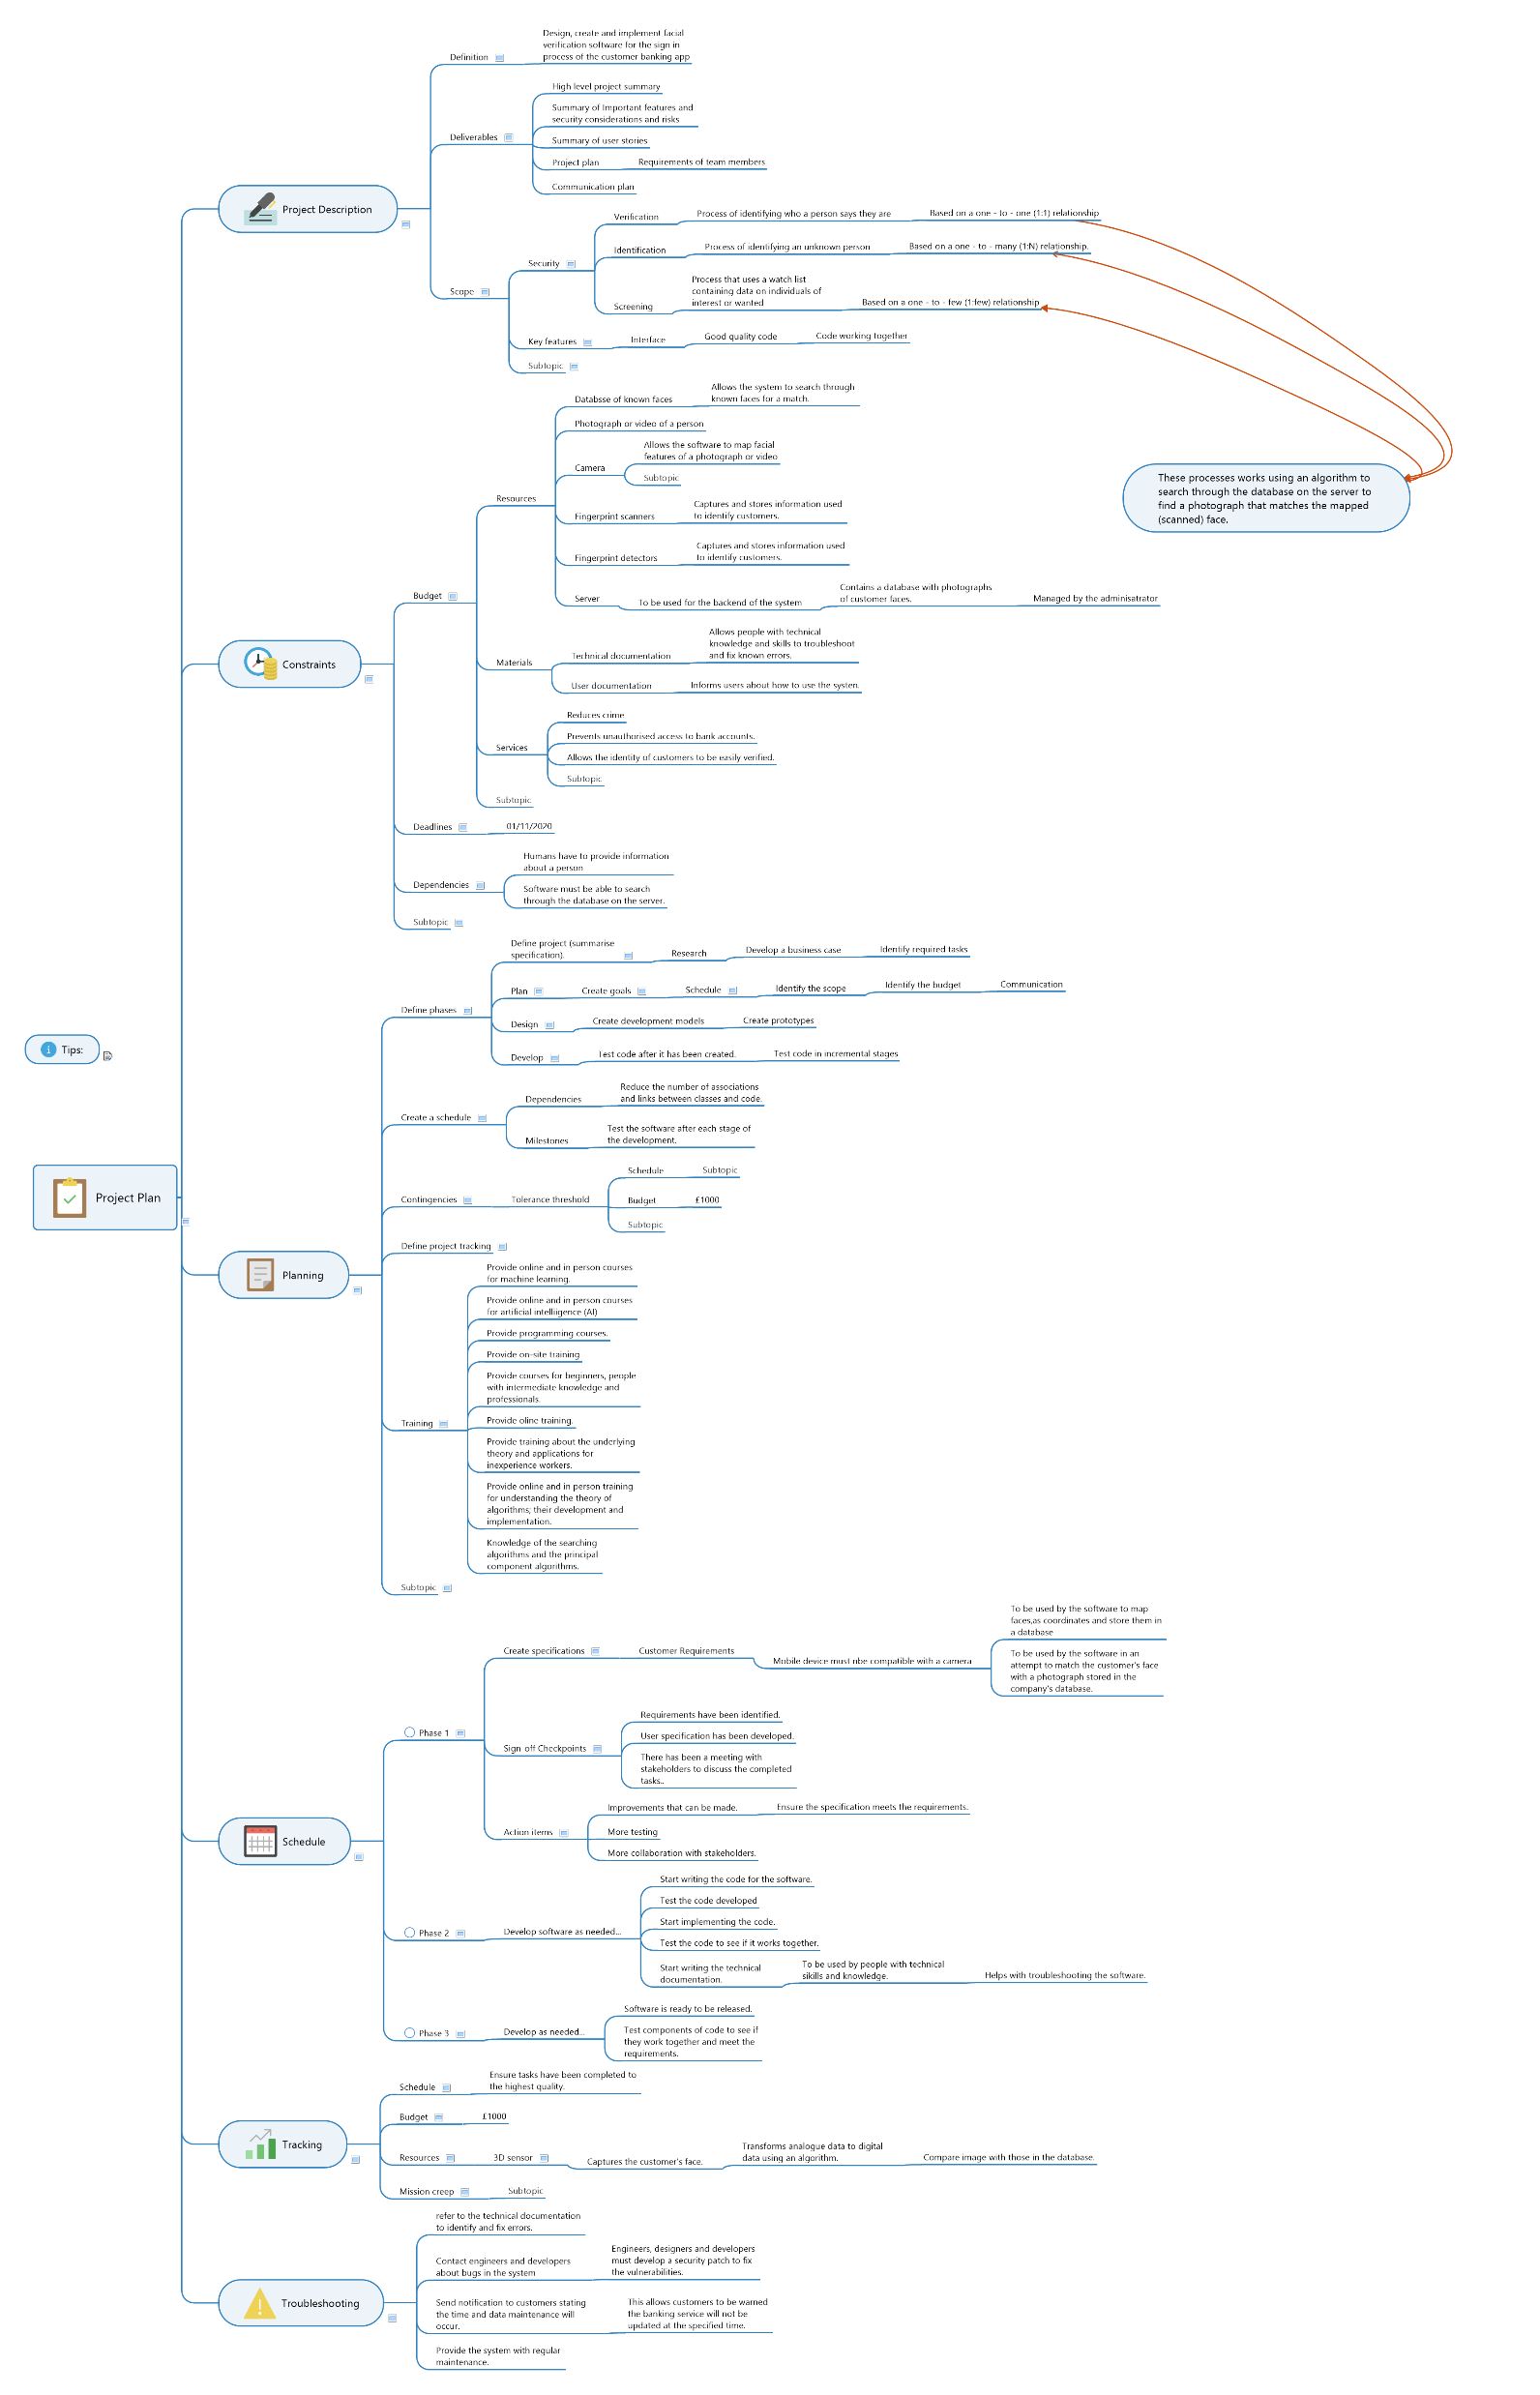 Design, create and implement facial
verification software for the sign in
process of the customer banking app
Definition
High level project summary
Summary of Important features and
security considerations and risks
Deliverables
Summary of user stories
Project plan
Requirements of team members
Communication plan
Project Description
Verification
Process of identifying who a person says they are
Based on a one - to - one (1:1) relationship
Identification
Process of identifying an unknown person
Based on a one - to - many (1:N) relationship.
Security
Process that uses a watch list
containing data on individuals of
interest or wanted
Screening
Based on a one - to - few (1:few) relationship
Scope
Key features
Interface
Good quality code
Code working together
Subtopic
Databsse of known faces
Allows the system to search through
known faces for a match.
Photograph or video of a person
Camera
Allows the software to map facial
features of a photograph or video
Subtopic
These processes works using an algorithm to
search through the database on the server to
find a photograph that matches the mapped
(scanned) face.
Resources
Fingerprint scanners
Captures and stores information used
to identify customers.
Fingerprint detectors
Captures and stores information used
to identify customers.
Server
To be used for the backend of the system
Contains a database with photographs
of customer faces.
Managed by the adminisatrator
Budget
Materials
Technical documentation
Allows people with technical
knowledge and skills to troubleshoot
and fix known errors.
User documentation
Informs users about how to use the systen.
Constraints
Services
Reduces crime
Prevents unauthorised access to bank accounts.
Allows the identity of customers to be easily verified.
Subtopic
Subtopic
Deadlines
01/11/2020
Dependencies
Humans have to provide information
about a person
Software must be able to search
through the database on the server.
Subtopic
Define project (summarise
specification).
Research
Develop a business case
Identify required tasks
Plan
Create goals
Schedule
Identify the scope
Identify the budget
Communication
Define phases
Design
Create development models
Create prototypes
Develop
Test code after it has been created.
Test code in incremental stages
Tips:
Create a schedule
Dependencies
Reduce the number of associations
and links between classes and code.
Milestones
Test the software after each stage of
the development.
Project Plan
Contingencies
Tolerance threshold
Schedule
Subtopic
Budget
£1000
Subtopic
Define project tracking
Planning
Provide online and in person courses
for machine learning.
Provide online and in person courses
for artificial intelliigence (AI)
Provide programming courses.
Provide on-site training
Provide courses for beginners, people
with intermediate knowledge and
professionals.
Training
Provide oline training.
Provide training about the underlying
theory and applications for
inexperience workers.
Provide online and in person training
for understanding the theory of
algorithms; their development and
implementation.
Knowledge of the searching
algorithms and the principal
component algorithms.
Subtopic
Create specifications
Customer Requirements
Mobile device must nbe compatible with a camera
To be used by the software to map
faces,as coordinates and store them in
a database
To be used by the software in an
attempt to match the customer's face
with a photograph stored in the
company's database.
Phase 1
Sign-off Checkpoints
Requirements have been identified.
User specification has been developed.
There has been a meeting with
stakeholders to discuss the completed
tasks..
Action items
Improvements that can be made.
Ensure the specification meets the requirements.
More testing
More collaboration with stakeholders.
Schedule
Phase 2
Develop software as needed...
Start writing the code for the software.
Test the code developed
Start implementing the code.
Test the code to see if it works together.
Start writing the technical
documentation.
To be used by people with technical
sikills and knowledge.
Helps with troubleshooting the software.
Phase 3
Develop as needed...
Software is ready to be released.
Test components of code to see if
they work together and meet the
requirements.
Schedule
Ensure tasks have been completed to
the highest quality.
Budget
£1000
Tracking
Resources
3D sensor
Captures the customer's face.
Transforms analogue data to digital
data using an algorithm.
Compare image with those in the database.
Mission creep
Subtopic
refer to the technical documentation
to identify and fix errors.
Contact engineers and developers
about bugs in the system
Engineers, designers and developers
must develop a security patch to fix
the vulnerabilities.
Troubleshooting
Send notification to customers stating
the time and data maintenance will
occur.
This allows customers to be warned
the banking service will not be
updated at the specified time.
Provide the system with regular
maintenance.